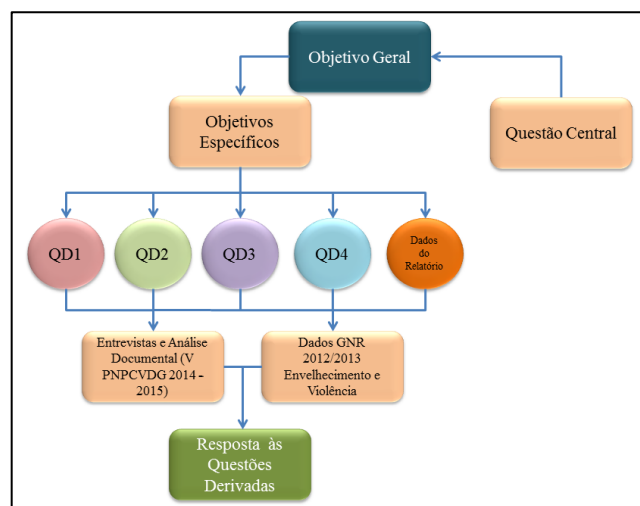 Objetivo Geral
Objetivos
Específicos
Questão Central
QD1
QD2
QD3
QD4
Dados
do
Relatório
Entrevistas e Análise
Documental (V
PNPCVDG 2014 -
2015)
Dados GNR
2012/2013
Envelhecimento e
Violência
Resposta às
Questões
Derivadas